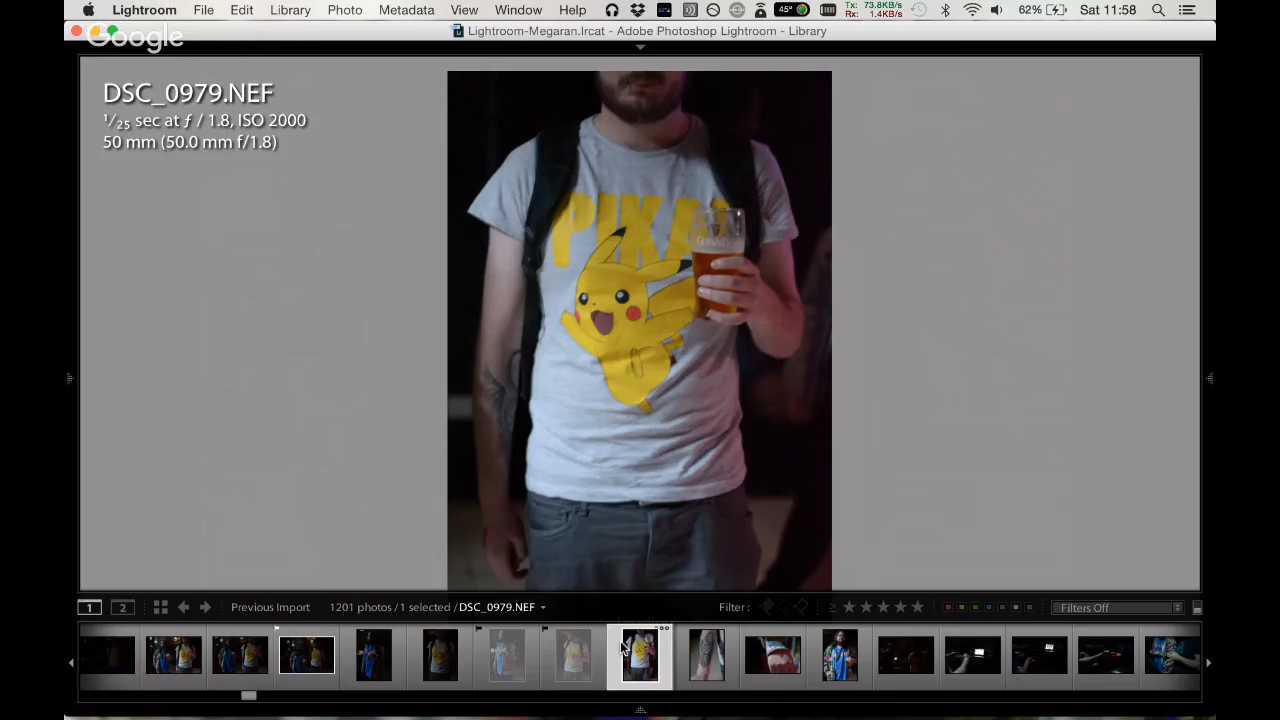 Lightroom File Edit Library Photo Metadata View Window Help 45° Tx: 73.8KB/s Rx: 1.4KB/s 62% Sat 11:58
Google
Lightroom-Megaran.lrcat - Adobe Photoshop Lightroom - Library
DSC_0979.NEF
1/25 sec at ƒ / 1.8, ISO 2000
50 mm (50.0 mm f/1.8)
PIKA
GUINNESS
1 2 Previous Import 1201 photos / 1 selected / DSC_0979.NEF Filter : ≥ Filters Off